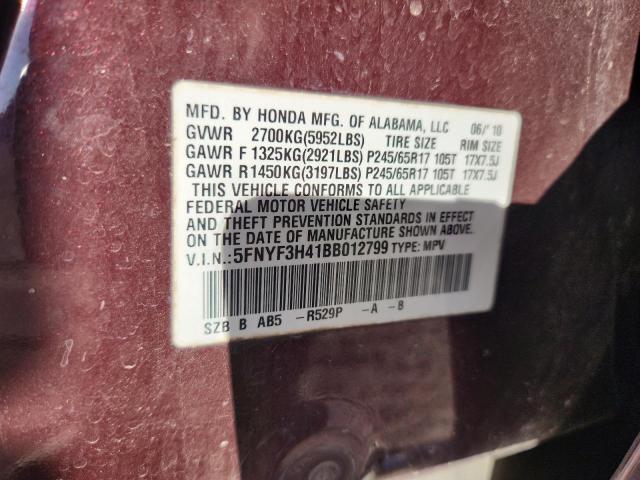 MFD. BY HONDA MFG. OF ALABAMA, LLC 06/'10
GVWR 2700KG(5952LBS) TIRE SIZE RIM SIZE
GAWR F 1325KG(2921LBS) P245/65R17 105T 17X7.5J
GAWR R1450KG(3197LBS) P245/65R17 105T 17X7.5J
THIS VEHICLE CONFORMS TO ALL APPLICABLE
FEDERAL MOTOR VEHICLE SAFETY
AND THEFT PREVENTION STANDARDS IN EFFECT
ON THE DATE OF MANUFACTURE SHOWN ABOVE.
V.I.N.:5FNYF3H41BB012799 TYPE: MPV
SZB B AB5 -R529P -A -B